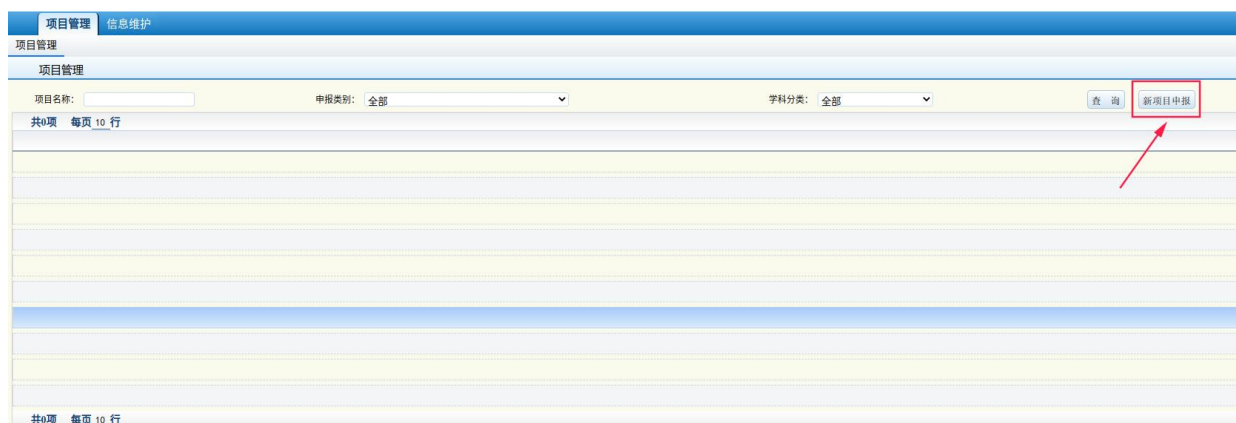 项目管理 信息维护
项目管理
项目管理
项目名称: 申报类别: 全部 学科分类: 全部 查 询 新项目申报
共0项 每页 10 行
共0项 每页 10 行